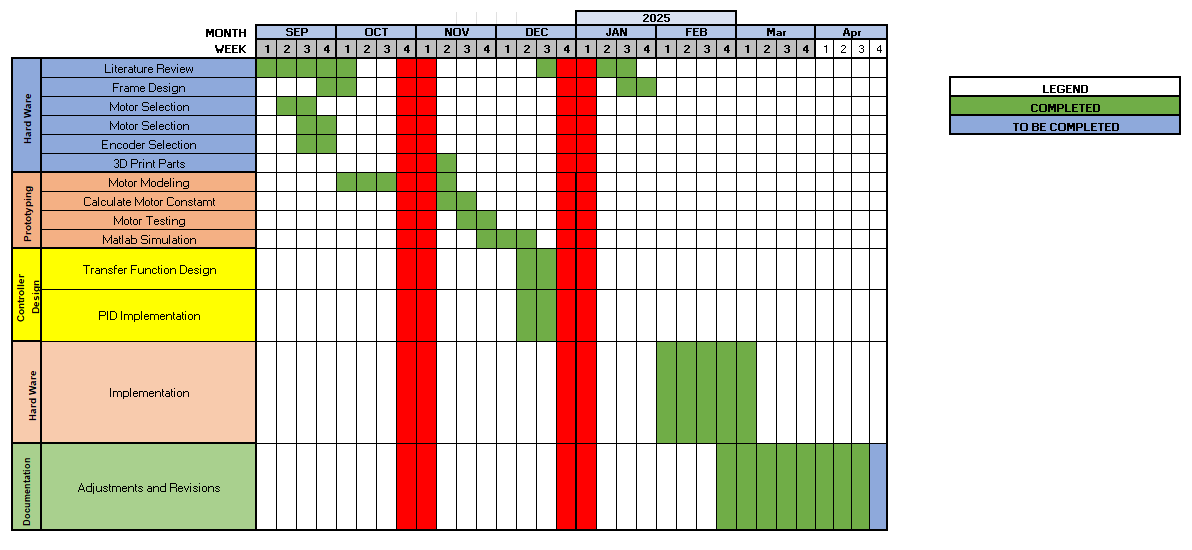 2025
MONTH SEP OCT NOV DEC JAN FEB Mar Apr
WEEK 1 2 3 4 1 2 3 4 1 2 3 4 1 2 3 4 1 2 3 4 1 2 3 4 1 2 3 4 1 2 3 4
Hard Ware
Literature Review
Frame Design
Motor Selection
Motor Selection
Encoder Selection
3D Print Parts
Prototyping
Motor Modeling
Calculate Motor Constamt
Motor Testing
Matlab Simulation
Controller
Design
Transfer Function Design
PID Implementation
Hard Ware
Implementation
Documentation
Adjustments and Revisions
LEGEND
COMPLETED
TO BE COMPLETED